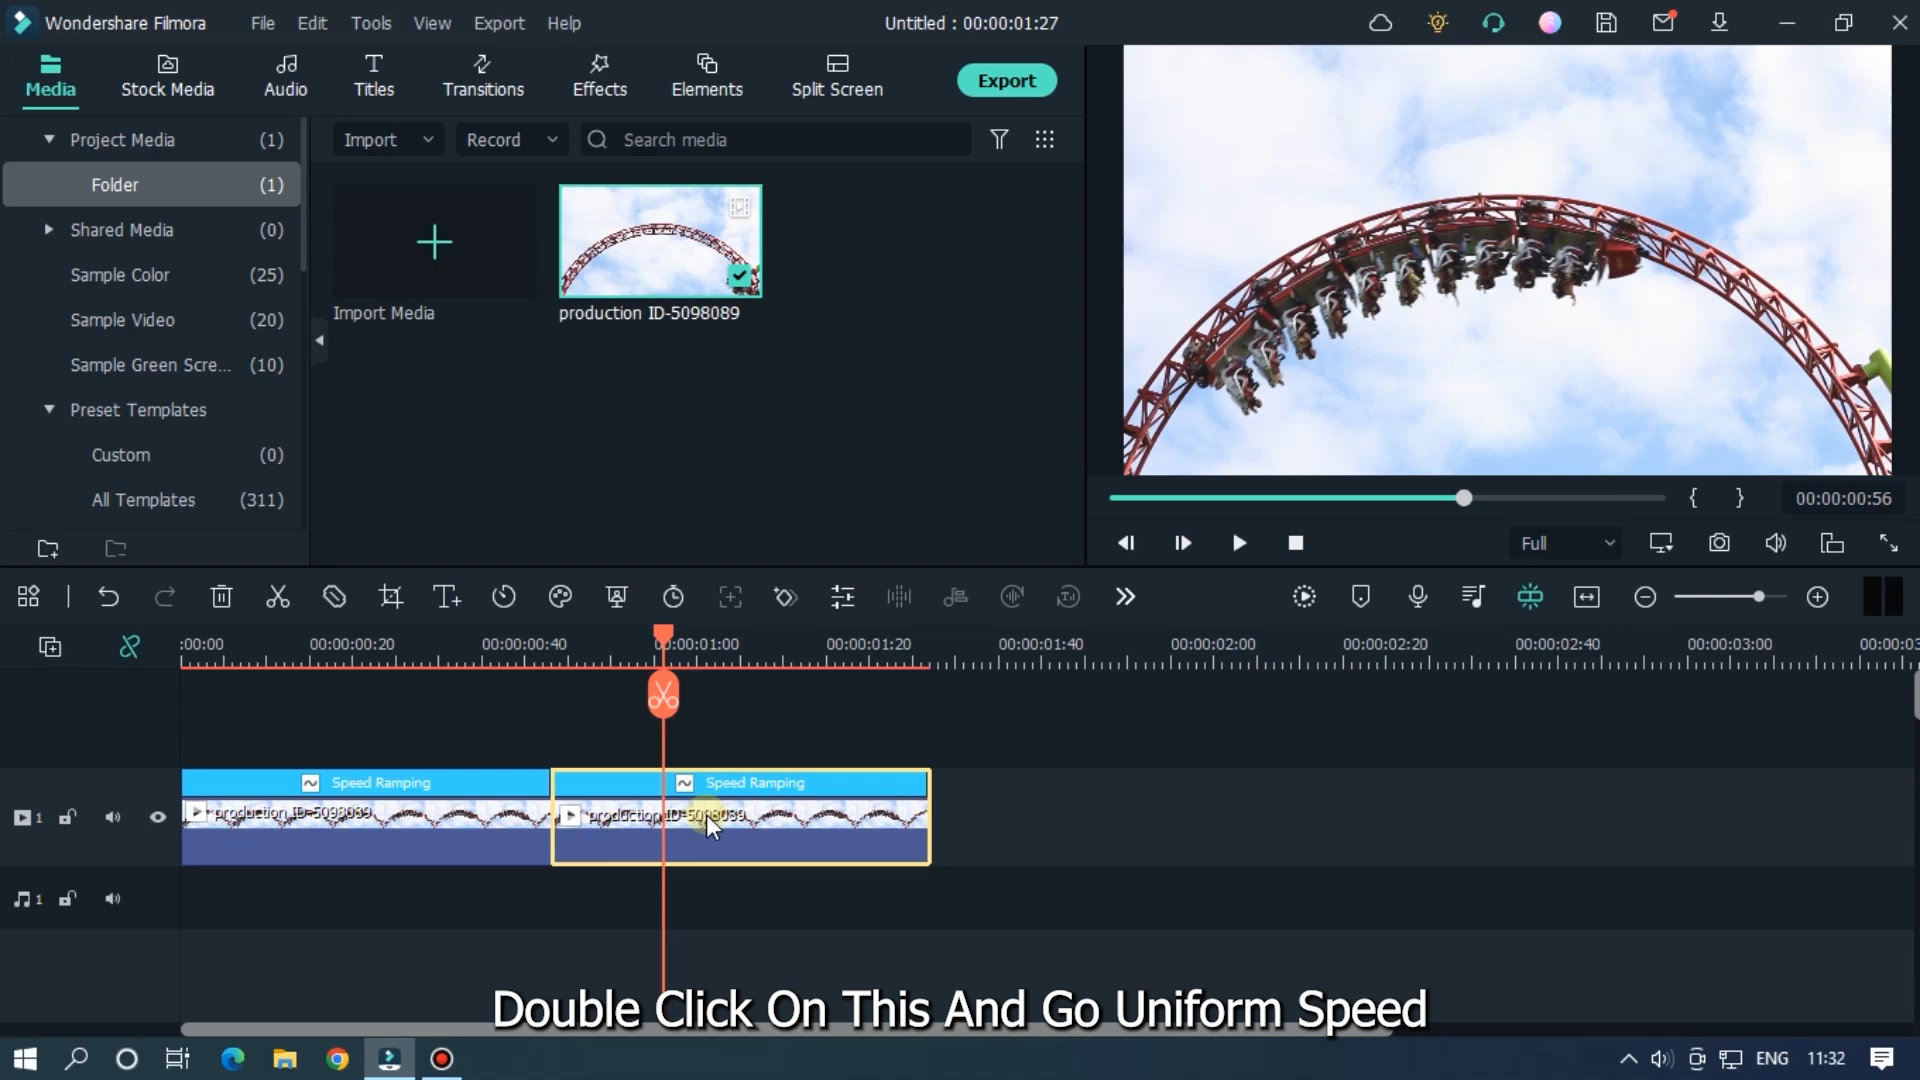 Wondershare Filmora
File Edit Tools View Export Help
Untitled : 00:00:01:27
Media Stock Media Audio Titles Transitions Effects Elements Split Screen
Export
Project Media (1)
Folder (1)
Shared Media (0)
Sample Color (25)
Sample Video (20)
Sample Green Scre... (10)
Preset Templates
Custom (0)
All Templates (311)
Import Record Search media
Import Media
production ID-5098089
00:00:00:56
Full
:00:00 00:00:00:20 00:00:00:40 00:00:01:00 00:00:01:20 00:00:01:40 00:00:02:00 00:00:02:20 00:00:02:40 00:00:03:00 00:00:03
Speed Ramping Speed Ramping
1 production ID-5098089 production ID-5098089
1
Double Click On This And Go Uniform Speed
ENG 11:32